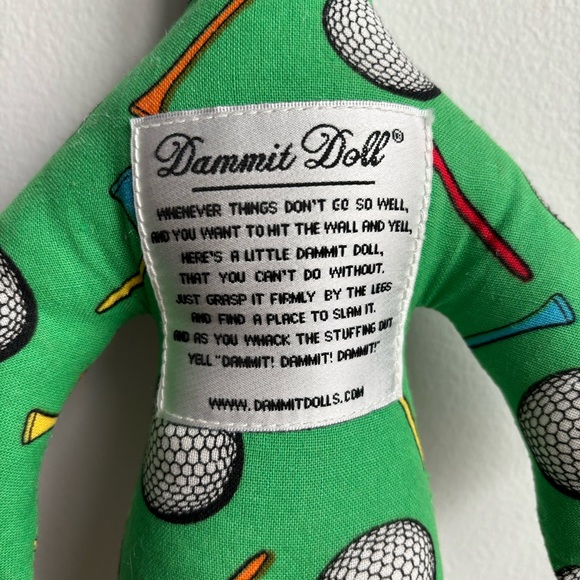 Dammit Doll®
WHENEVER THINGS DON'T GO SO WELL,
AND YOU WANT TO HIT THE WALL AND YELL,
HERE'S A LITTLE DAMMIT DOLL,
THAT YOU CAN'T DO WITHOUT.
JUST GRASP IT FIRMLY BY THE LEGS
AND FIND A PLACE TO SLAM IT.
AND AS YOU WHACK THE STUFFING OUT
YELL "DAMMIT! DAMMIT! DAMMIT!"
WWW.DAMMITDOLLS.COM